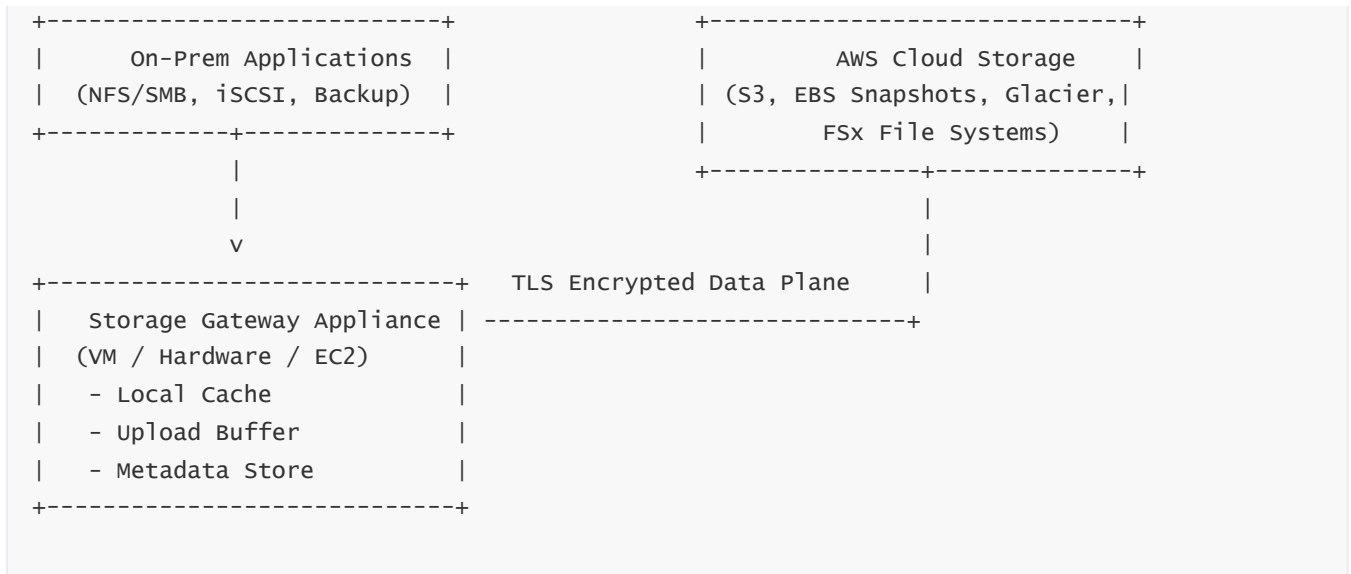 On-Prem Applications
(NFS/SMB, iSCSI, Backup)
AWS Cloud Storage
(S3, EBS Snapshots, Glacier,
FSx File Systems)
v
TLS Encrypted Data Plane
Storage Gateway Appliance
(VM / Hardware / EC2)
- Local Cache
- Upload Buffer
- Metadata Store